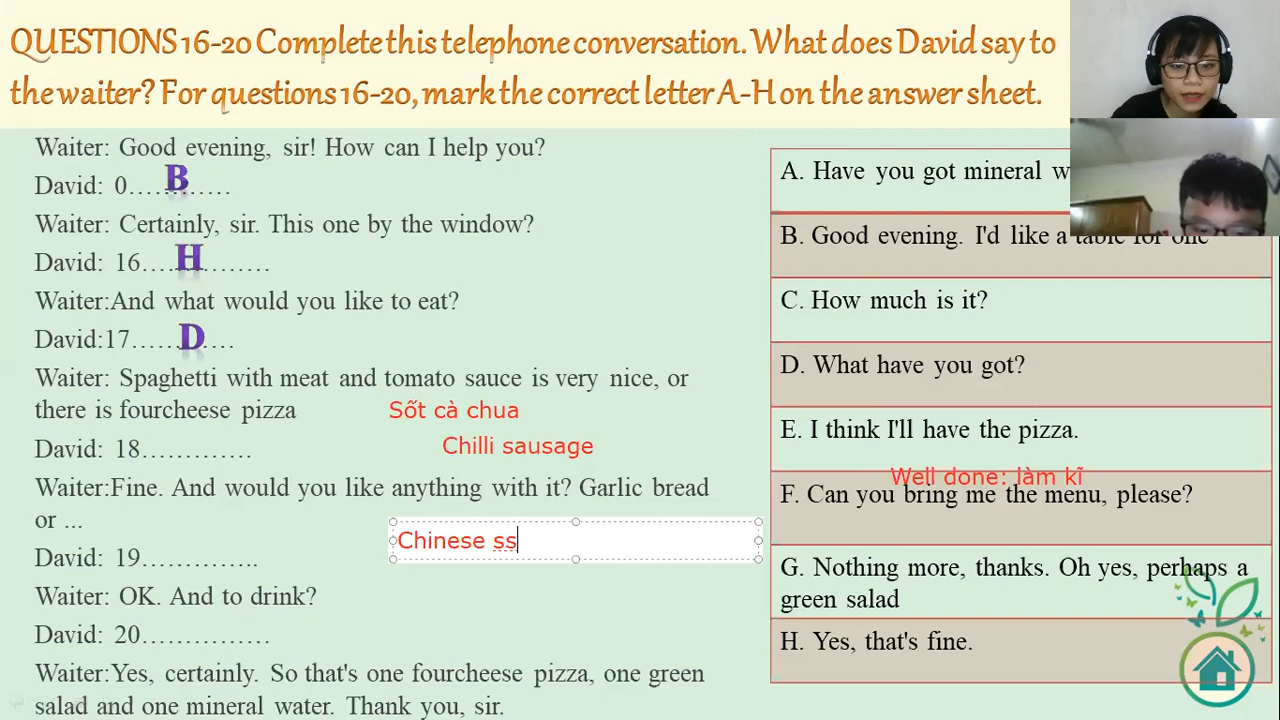 QUESTIONS 16-20 Complete this telephone conversation. What does David say to
the waiter? For questions 16-20, mark the correct letter A-H on the answer sheet.
Waiter: Good evening, sir! How can I help you?
David: 0…………
B
Waiter: Certainly, sir. This one by the window?
David: 16……………
H
Waiter:And what would you like to eat?
David:17…………
D
Waiter: Spaghetti with meat and tomato sauce is very nice, or
there is fourcheese pizza
Sốt cà chua
David: 18………….
Chilli sausage
Waiter:Fine. And would you like anything with it? Garlic bread
or ...
Chinese ss
David: 19…………..
Waiter: OK. And to drink?
David: 20……………
Waiter:Yes, certainly. So that's one fourcheese pizza, one green
salad and one mineral water. Thank you, sir.
A. Have you got mineral
B. Good evening. I'd like a table for one
C. How much is it?
D. What have you got?
E. I think I'll have the pizza.
Well done: làm kĩ
F. Can you bring me the menu, please?
G. Nothing more, thanks. Oh yes, perhaps a
green salad
H. Yes, that's fine.